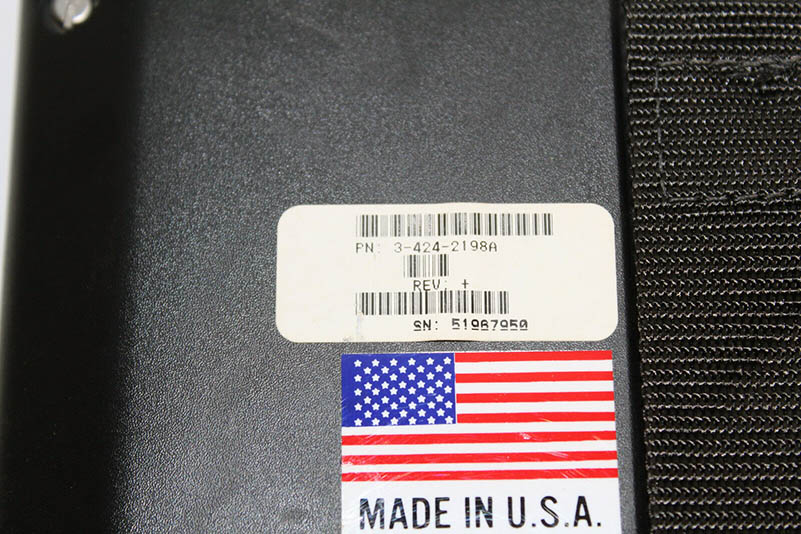 PN: 3-424-2198A
REV: +
SN: 51967950
MADE IN U.S.A.